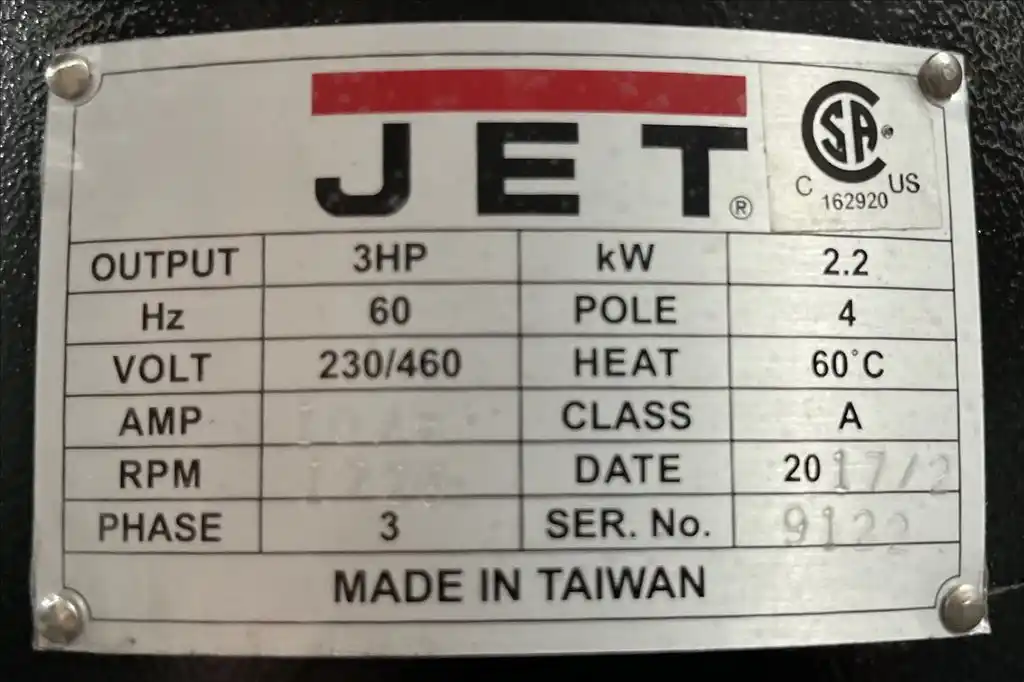 JET®
CSA®
C US
162920
OUTPUT 3HP kW 2.2
Hz 60 POLE 4
VOLT 230/460 HEAT 60°C
AMP CLASS A
RPM DATE 2017/2
PHASE 3 SER. No. 9122
MADE IN TAIWAN